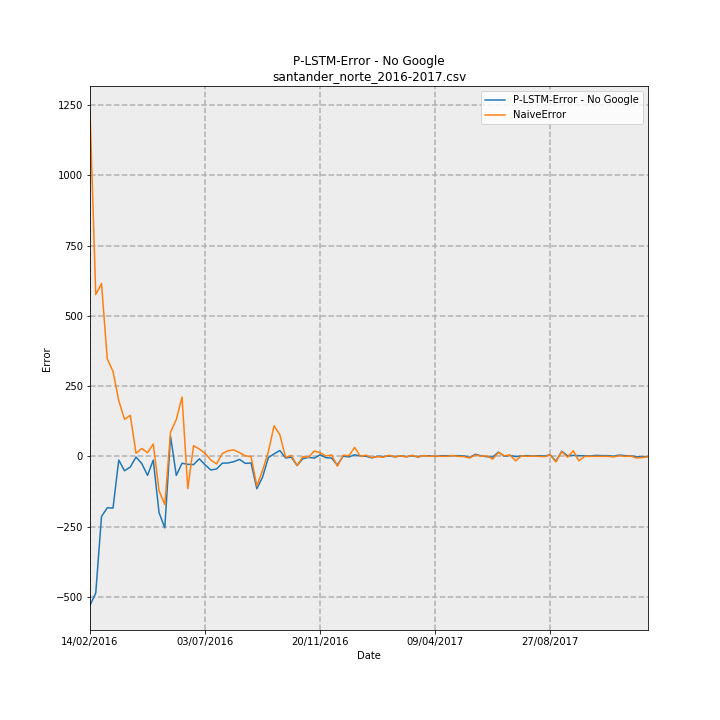 P-LSTM-Error - No Google
santander_norte_2016-2017.csv
P-LSTM-Error - No Google
NaiveError
1250
1000
750
500
250
0
−250
−500
Error
14/02/2016
03/07/2016
20/11/2016
09/04/2017
27/08/2017
Date